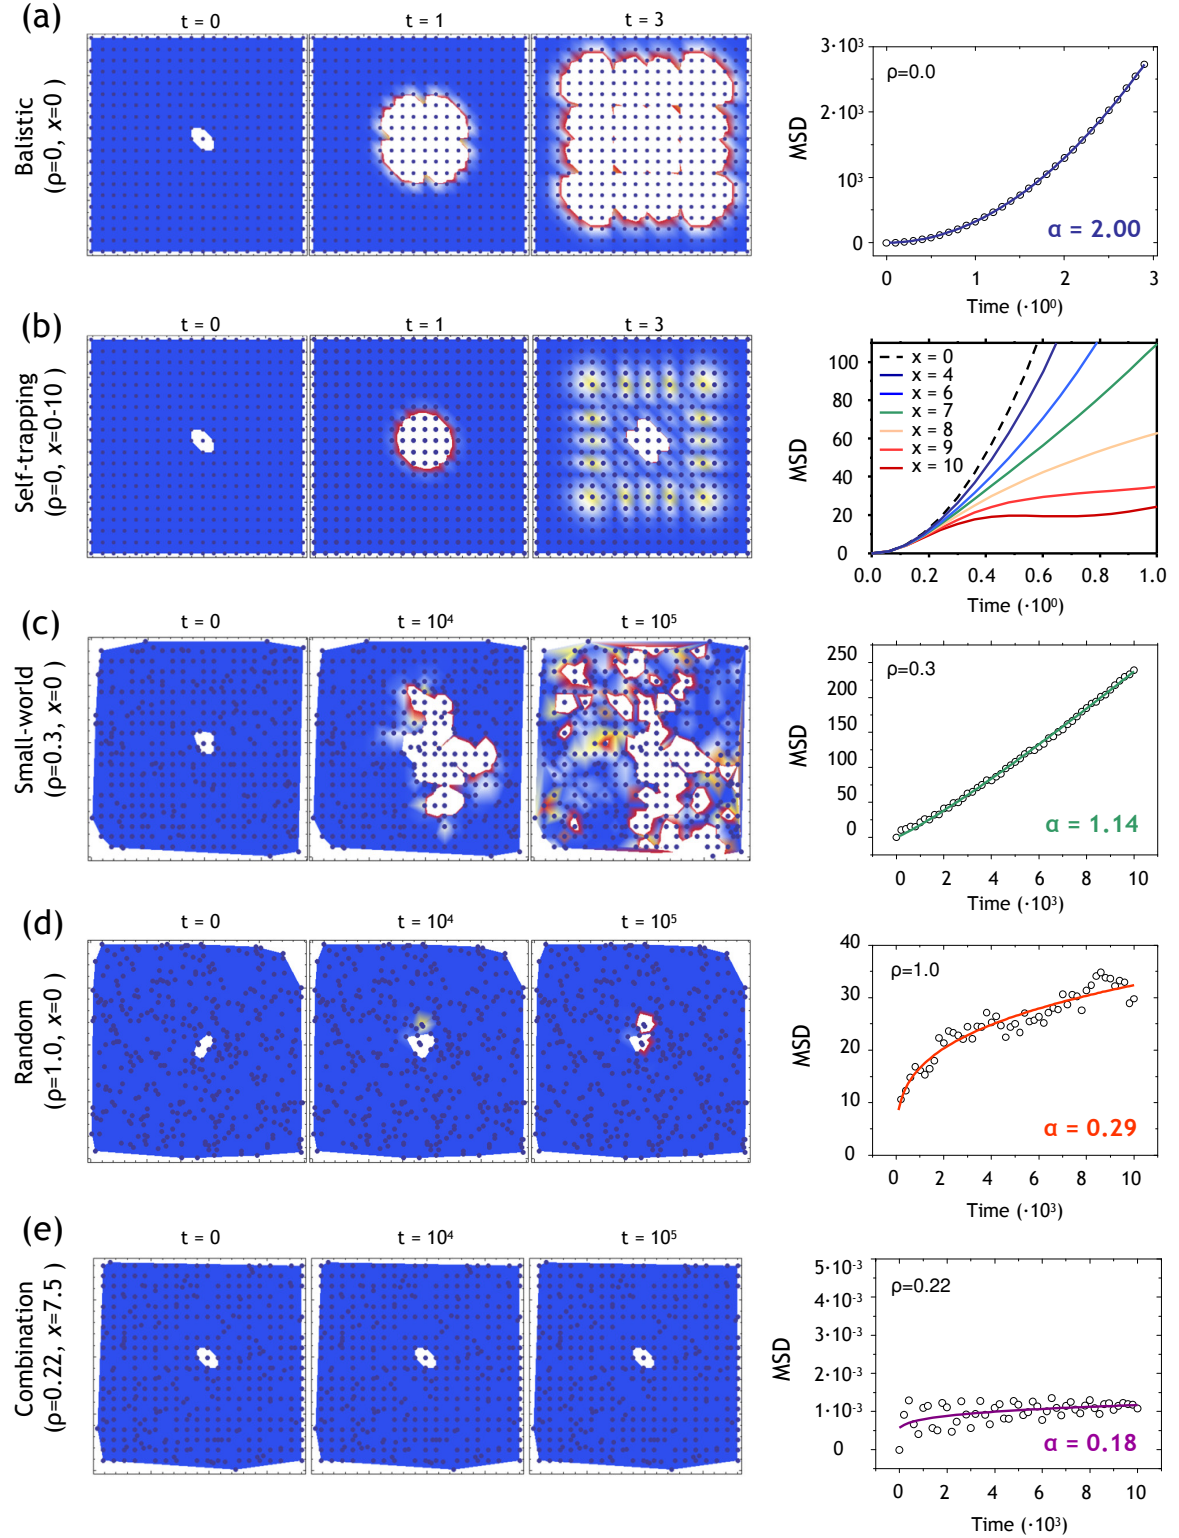 (a)
t = 0
t = 1
t = 3
Balistic
(ρ=0, x=0 )
3·10³
2·10³
10³
0
MSD
ρ=0.0
α = 2.00
0 1 2 3
Time (·10⁰)
(b)
t = 0
t = 1
t = 3
Self-trapping
(ρ=0, x=0-10)
100
80
60
40
20
0
MSD
x = 0
x = 4
x = 6
x = 7
x = 8
x = 9
x = 10
0.0 0.2 0.4 0.6 0.8 1.0
Time (·10⁰)
(c)
t = 0
t = 10⁴
t = 10⁵
Small-world
(ρ=0.3, x=0 )
250
200
150
100
50
0
MSD
ρ=0.3
α = 1.14
0 2 4 6 8 10
Time (·10³)
(d)
t = 0
t = 10⁴
t = 10⁵
Random
(ρ=1.0, x=0 )
40
30
20
10
0
MSD
ρ=1.0
α = 0.29
0 2 4 6 8 10
Time (·10³)
(e)
t = 0
t = 10⁴
t = 10⁵
Combination
(ρ=0.22, x=7.5 )
5·10⁻³
4·10⁻³
3·10⁻³
2·10⁻³
1·10⁻³
0
MSD
ρ=0.22
α = 0.18
0 2 4 6 8 10
Time (·10³)